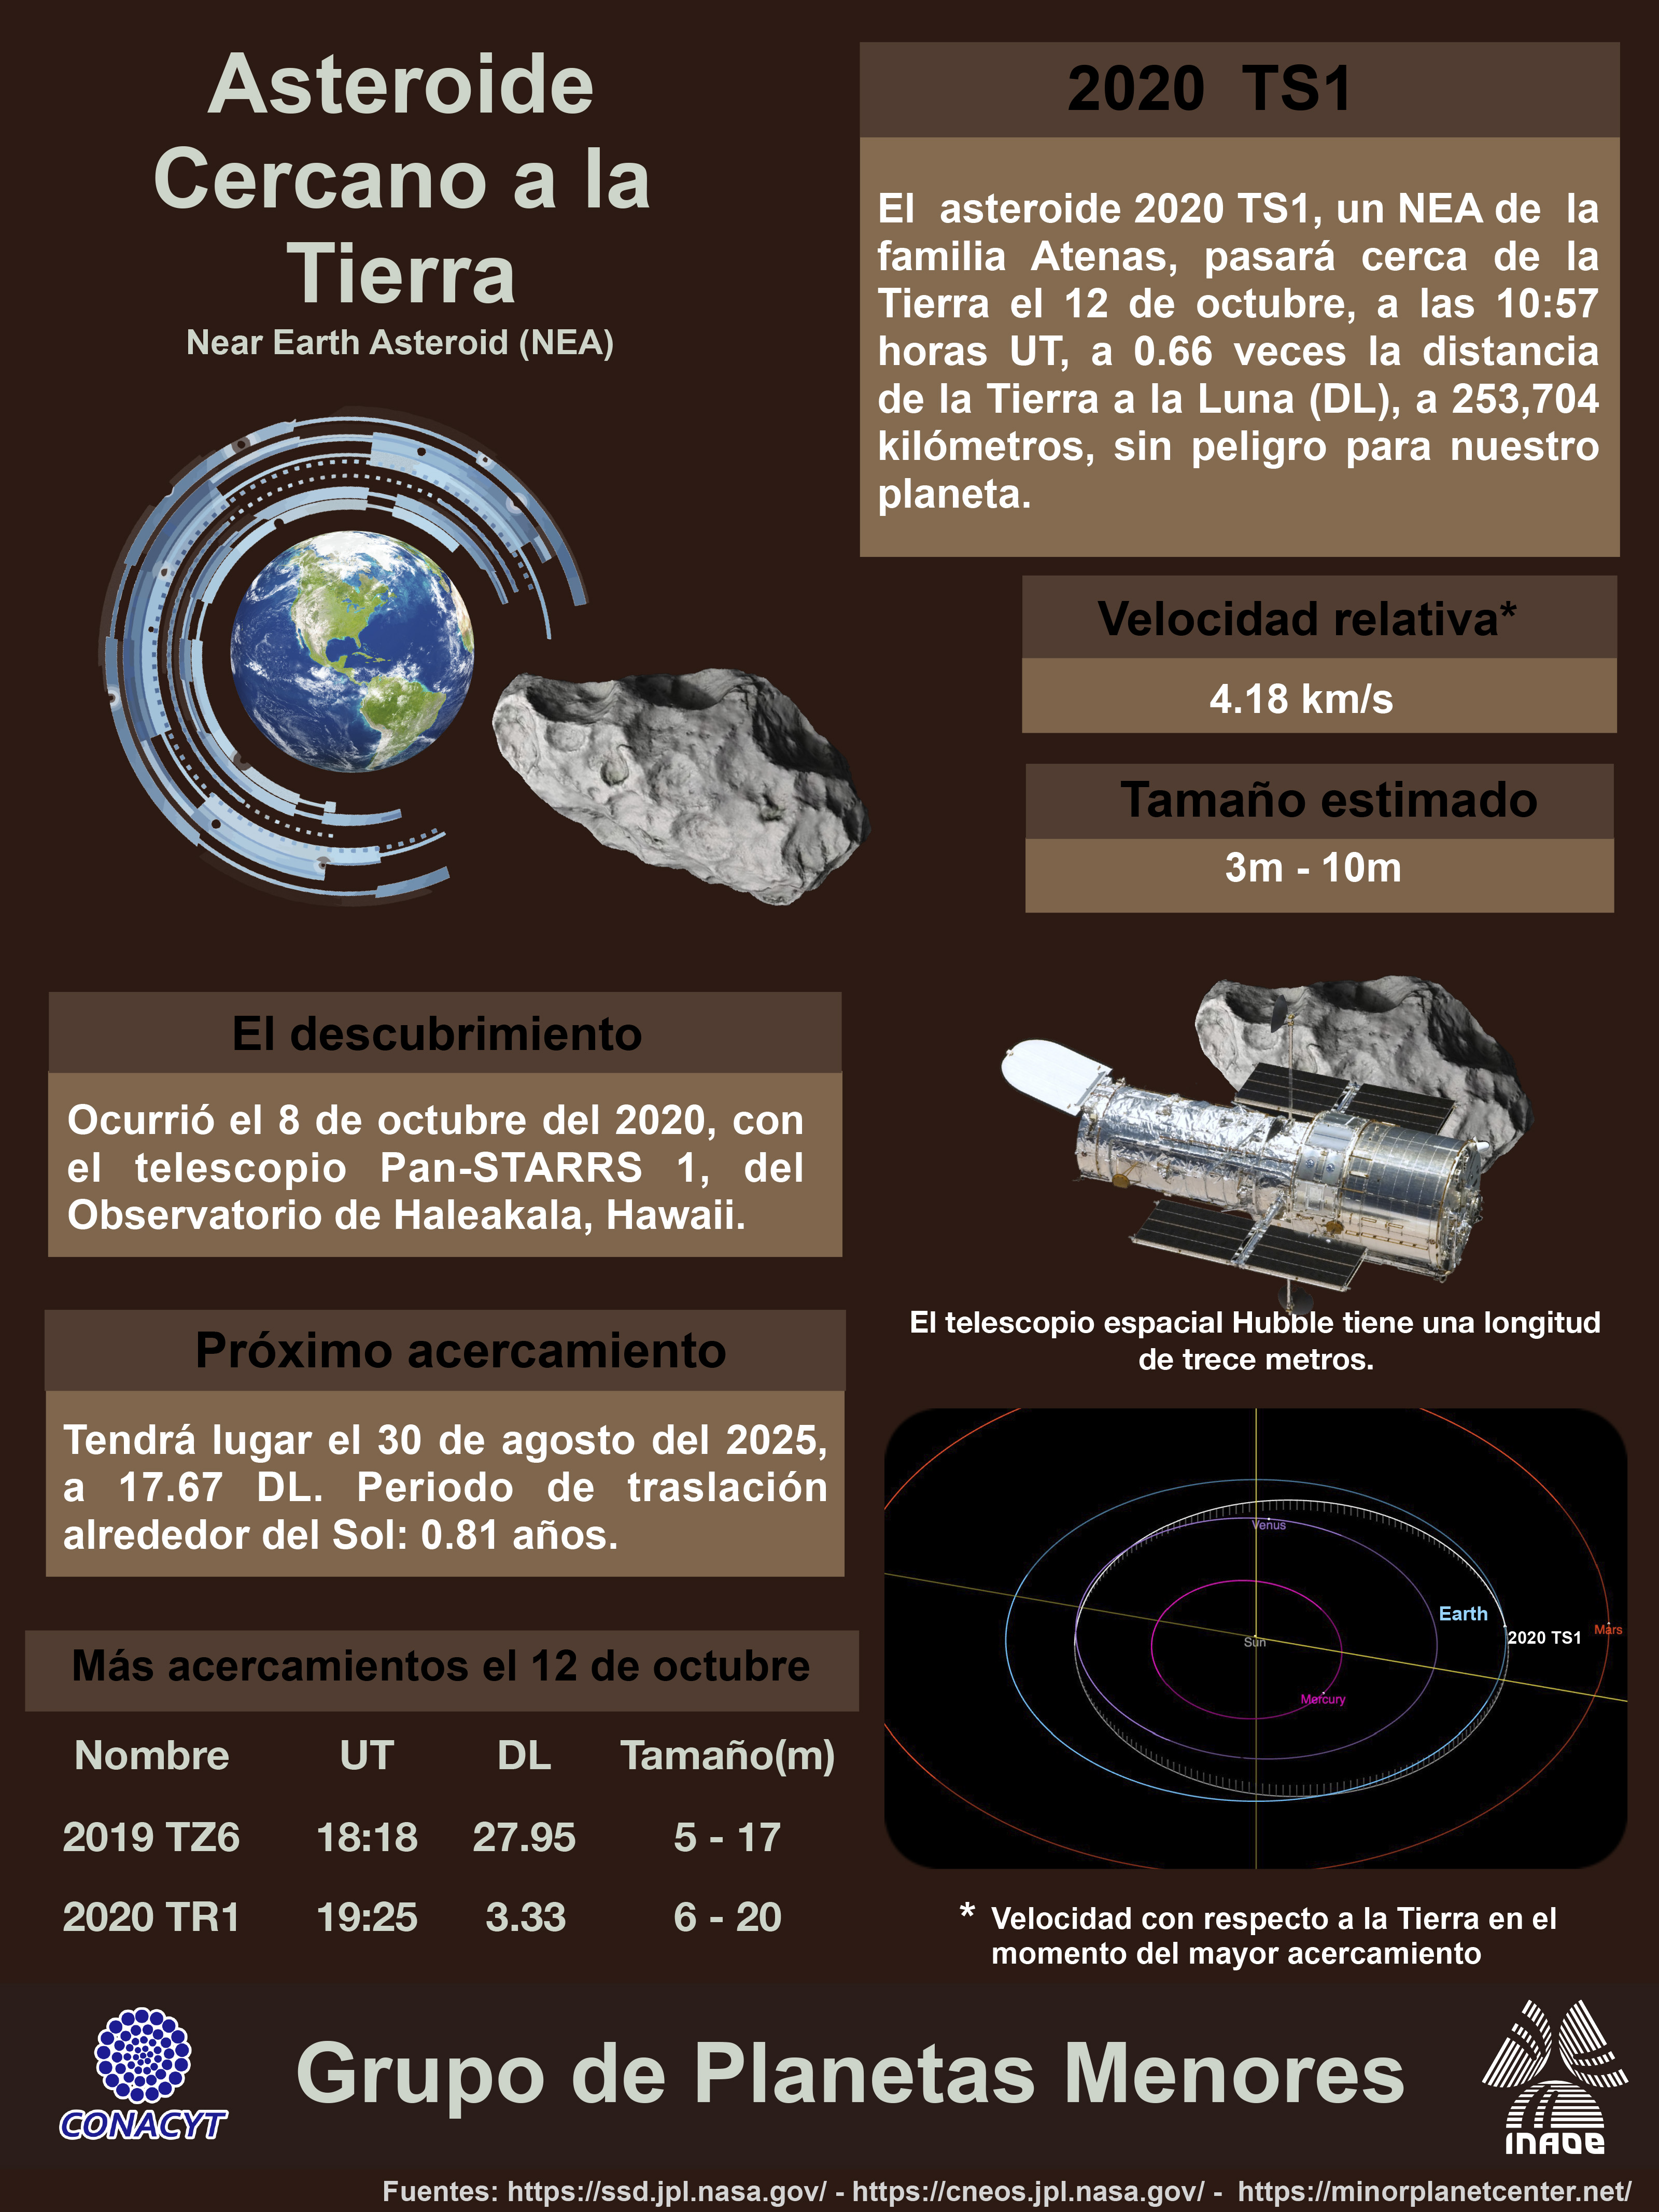 Asteroide
Cercano a la
Tierra
Near Earth Asteroid (NEA)
2020 TS1
El asteroide 2020 TS1, un NEA de la
familia Atenas, pasará cerca de la
Tierra el 12 de octubre, a las 10:57
horas UT, a 0.66 veces la distancia
de la Tierra a la Luna (DL), a 253,704
kilómetros, sin peligro para nuestro
planeta.
Velocidad relativa*
4.18 km/s
Tamaño estimado
3m - 10m
El descubrimiento
Ocurrió el 8 de octubre del 2020, con
el telescopio Pan-STARRS 1, del
Observatorio de Haleakala, Hawaii.
El telescopio espacial Hubble tiene una longitud
de trece metros.
Próximo acercamiento
Tendrá lugar el 30 de agosto del 2025,
a 17.67 DL. Periodo de traslación
alrededor del Sol: 0.81 años.
Venus
Earth
2020 TS1
Mars
Sun
Mercury
Más acercamientos el 12 de octubre
Nombre UT DL Tamaño(m)
2019 TZ6 18:18 27.95 5 - 17
2020 TR1 19:25 3.33 6 - 20
* Velocidad con respecto a la Tierra en el
momento del mayor acercamiento
CONACYT
Grupo de Planetas Menores
INAOE
Fuentes: https://ssd.jpl.nasa.gov/ - https://cneos.jpl.nasa.gov/ - https://minorplanetcenter.net/